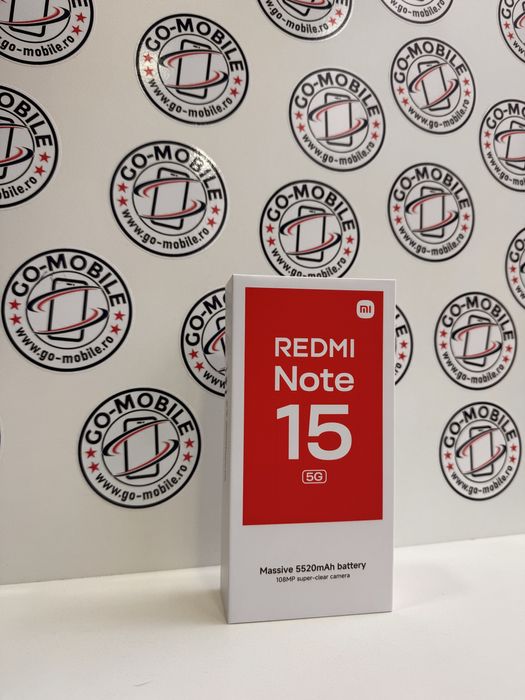 GO-MOBILE
www.go-mobile.ro
mi
REDMI
Note
15
5G
Massive 5520mAh battery
108MP super-clear camera